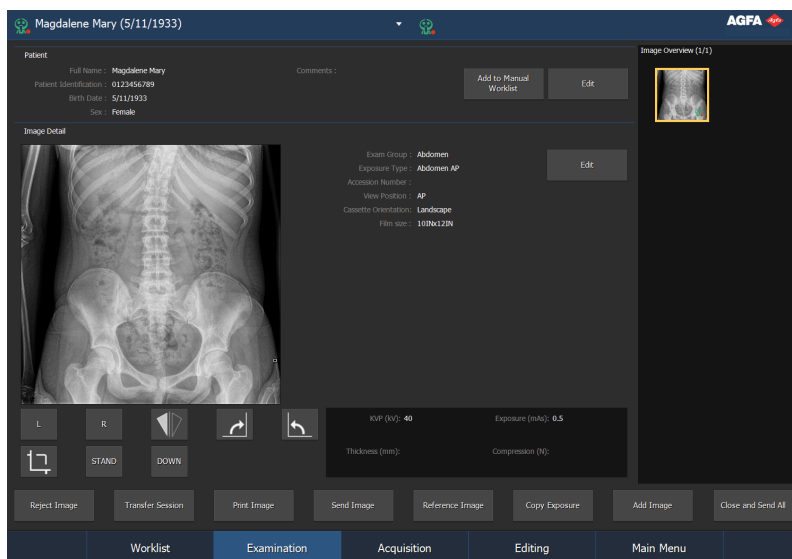 Magdalene Mary (5/11/1933)
AGFA
Agfa
Patient
Full Name : Magdalene Mary
Comments :
Patient Identification : 0123456789
Birth Date : 5/11/1933
Sex : Female
Add to Manual
Worklist
Edit
Image Overview (1/1)
Image Detail
Exam Group : Abdomen
Exposure Type : Abdomen AP
Accession Number :
View Position : AP
Cassette Orientation: Landscape
Film size : 10INx12IN
Edit
L
R
STAND
DOWN
KVP (kV): 40
Exposure (mAs): 0.5
Thickness (mm):
Compression (N):
Reject Image
Transfer Session
Print Image
Send Image
Reference Image
Copy Exposure
Add Image
Close and Send All
Worklist
Examination
Acquisition
Editing
Main Menu